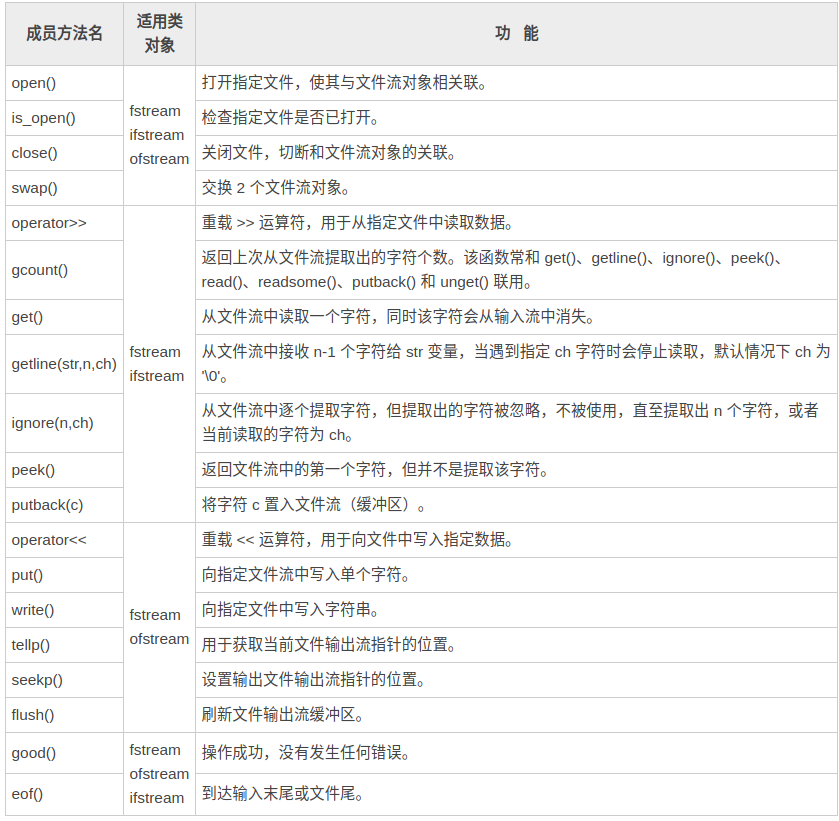 成员方法名 适用类对象 功 能
open() fstream ifstream ofstream 打开指定文件，使其与文件流对象相关联。
is_open() 检查指定文件是否已打开。
close() 关闭文件，切断和文件流对象的关联。
swap() 交换 2 个文件流对象。
operator>> fstream ifstream 重载 >> 运算符，用于从指定文件中读取数据。
gcount() 返回上次从文件流提取出的字符个数。该函数常和 get()、getline()、ignore()、peek()、
read()、readsome()、putback() 和 unget() 联用。
get() 从文件流中读取一个字符，同时该字符会从输入流中消失。
getline(str,n,ch) 从文件流中接收 n-1 个字符给 str 变量，当遇到指定 ch 字符时会停止读取，默认情况下 ch 为
'\0'。
ignore(n,ch) 从文件流中逐个提取字符，但提取出的字符被忽略，不被使用，直至提取出 n 个字符，或者
当前读取的字符为 ch。
peek() 返回文件流中的第一个字符，但并不是提取该字符。
putback(c) 将字符 c 置入文件流（缓冲区）。
operator<< fstream ofstream 重载 << 运算符，用于向文件中写入指定数据。
put() 向指定文件流中写入单个字符。
write() 向指定文件中写入字符串。
tellp() 用于获取当前文件输出流指针的位置。
seekp() 设置输出文件输出流指针的位置。
flush() 刷新文件输出流缓冲区。
good() fstream ofstream ifstream 操作成功，没有发生任何错误。
eof() 到达输入末尾或文件尾。